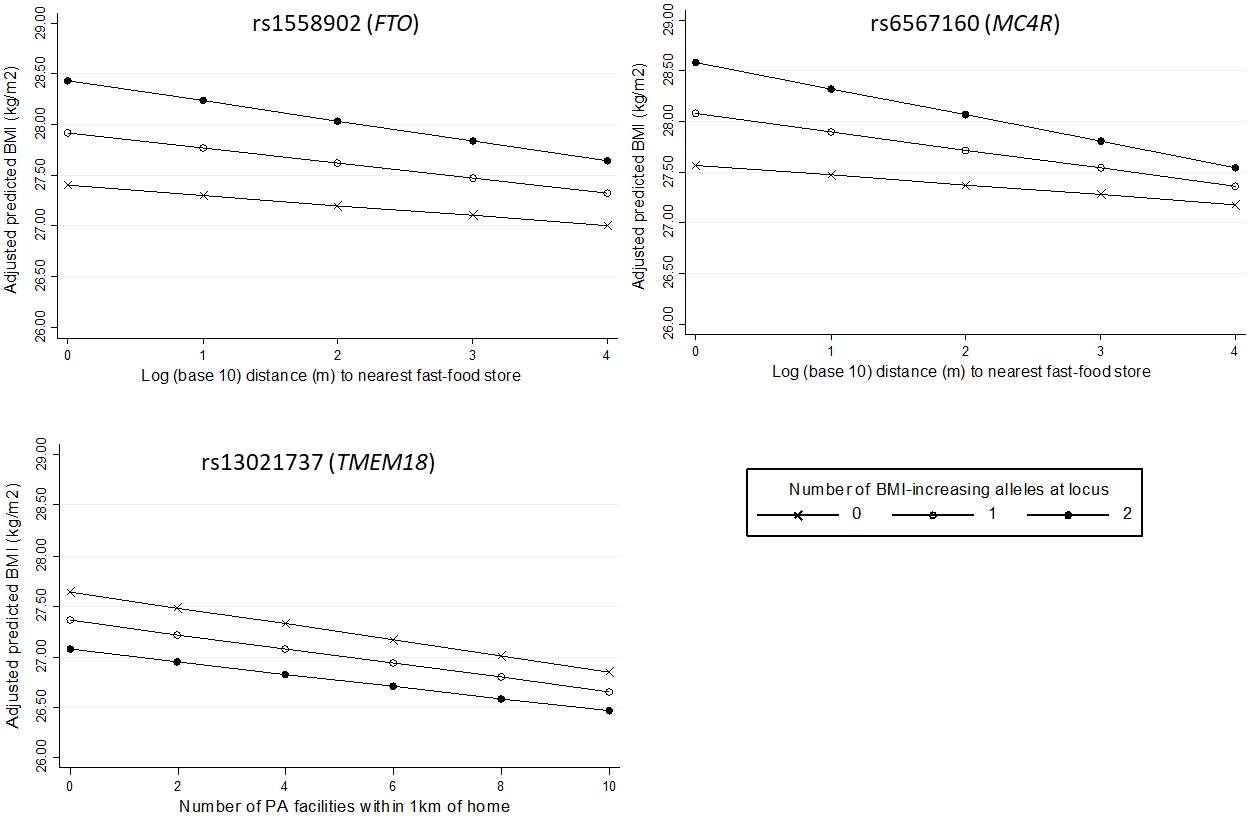 rs1558902 (FTO)
Adjusted predicted BMI (kg/m2)
29.00
28.50
28.00
27.50
27.00
26.50
26.00
0 1 2 3 4
Log (base 10) distance (m) to nearest fast-food store
rs6567160 (MC4R)
Adjusted predicted BMI (kg/m2)
29.00
28.50
28.00
27.50
27.00
26.50
26.00
0 1 2 3 4
Log (base 10) distance (m) to nearest fast-food store
rs13021737 (TMEM18)
Adjusted predicted BMI (kg/m2)
29.00
28.50
28.00
27.50
27.00
26.50
26.00
0 2 4 6 8 10
Number of PA facilities within 1km of home
Number of BMI-increasing alleles at locus
0 1 2